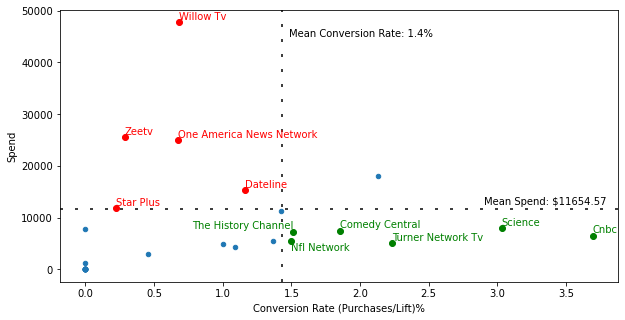 50000
Willow Tv
Mean Conversion Rate: 1.4%
40000
30000
Zeetv
One America News Network
Spend
20000
Dateline
Star Plus
Mean Spend: $11654.57
10000
The History Channel
Comedy Central
Science
Cnbc
Nfl Network
Turner Network Tv
0
0.0 0.5 1.0 1.5 2.0 2.5 3.0 3.5
Conversion Rate (Purchases/Lift)%